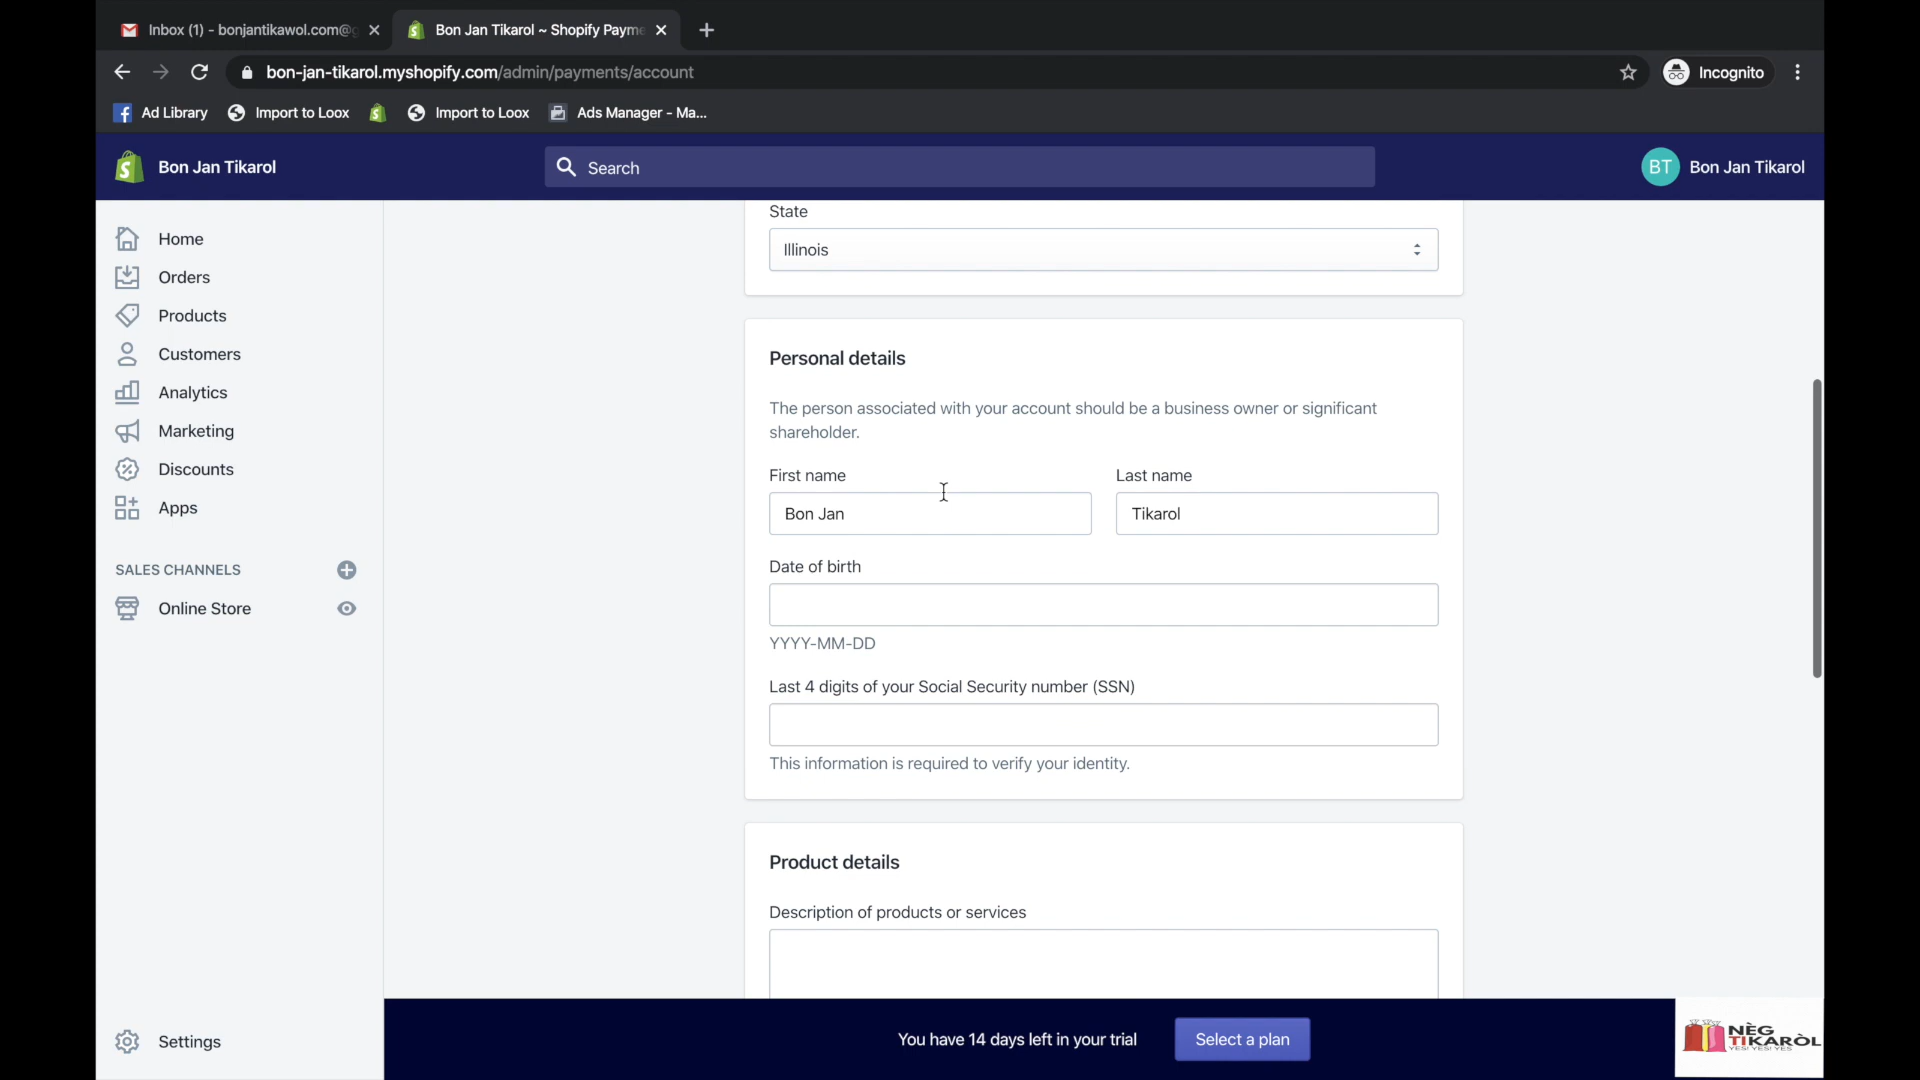 Inbox (1) - bonjantikawol.com@g
Bon Jan Tikarol ~ Shopify Payme
bon-jan-tikarol.myshopify.com/admin/payments/account
Incognito
Ad Library
Import to Loox
Import to Loox
Ads Manager - Ma...
Bon Jan Tikarol
Search
BT
Bon Jan Tikarol
Home
Orders
Products
Customers
Analytics
Marketing
Discounts
Apps
SALES CHANNELS
Online Store
Settings
State
Illinois
Personal details
The person associated with your account should be a business owner or significant
shareholder.
First name
Last name
Bon Jan
Tikarol
Date of birth
YYYY-MM-DD
Last 4 digits of your Social Security number (SSN)
This information is required to verify your identity.
Product details
Description of products or services
You have 14 days left in your trial
Select a plan
NÈG
TIKARÒL
YES! YES! YES